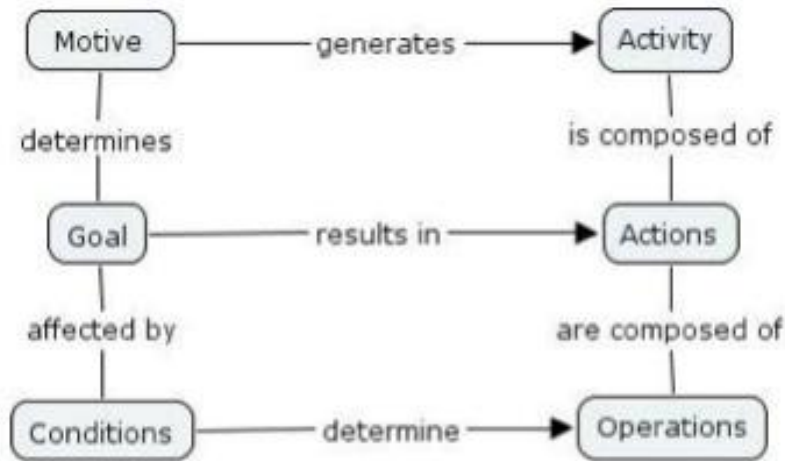 Motive generates Activity
determines is composed of
Goal results in Actions
affected by are composed of
Conditions determine Operations